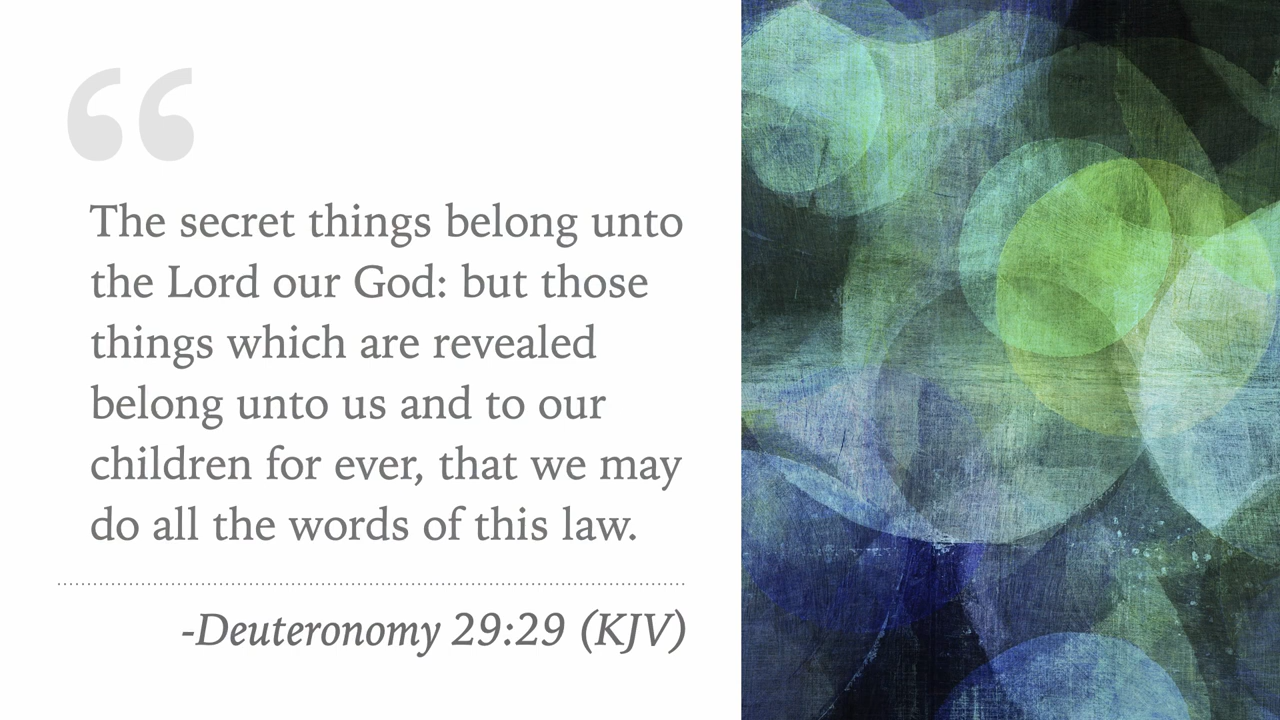 “
The secret things belong unto
the Lord our God: but those
things which are revealed
belong unto us and to our
children for ever, that we may
do all the words of this law.
-Deuteronomy 29:29 (KJV)